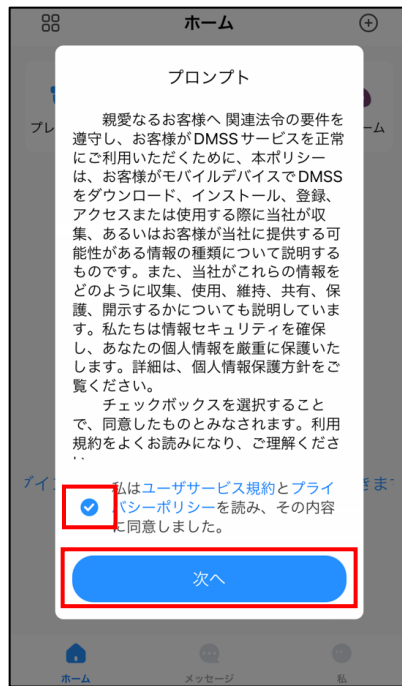 ホーム
プロンプト
プレ
ーム
親愛なるお客様へ 関連法令の要件を
遵守し、お客様がDMSSサービスを正常
にご利用いただくために、本ポリシー
は、お客様がモバイルデバイスでDMSS
をダウンロード、インストール、登録、
アクセスまたは使用する際に当社が収
集、あるいはお客様が当社に提供する可
能性がある情報の種類について説明する
ものです。また、当社がこれらの情報を
どのように収集、使用、維持、共有、保
護、開示するかについても説明していま
す。私たちは情報セキュリティを確保
し、あなたの個人情報を厳重に保護いた
します。詳細は、個人情報保護方針をご
覧ください。
チェックボックスを選択すること
で、同意したものとみなされます。利用
規約をよくお読みになり、ご理解くださ
私はユーザサービス規約とプライ
バシーポリシーを読み、その内容
に同意しました。
次へ
ホーム
メッセージ
私